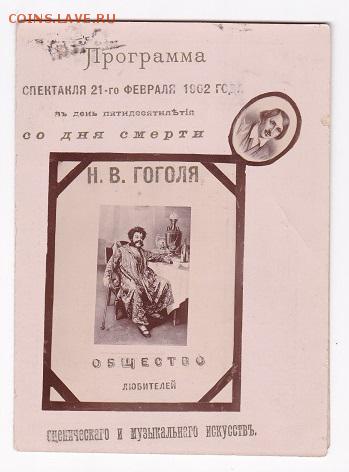 COINS.LAVE.RU
Программа
СПЕКТАКЛЯ 21-го ФЕВРАЛЯ 1902 ГОДА
въ день пятидесятилѣтія
со дня смерти
Н. В. ГОГОЛЯ
ОБЩЕСТВО
ЛЮБИТЕЛЕЙ
сценическаго и музыкальнаго искусствъ.